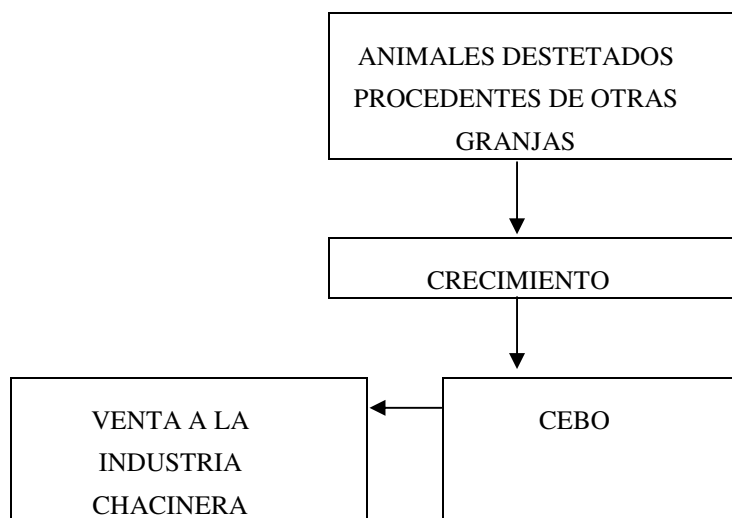 ANIMALES DESTETADOS
PROCEDENTES DE OTRAS
GRANJAS
CRECIMIENTO
CEBO
VENTA A LA
INDUSTRIA
CHACINERA